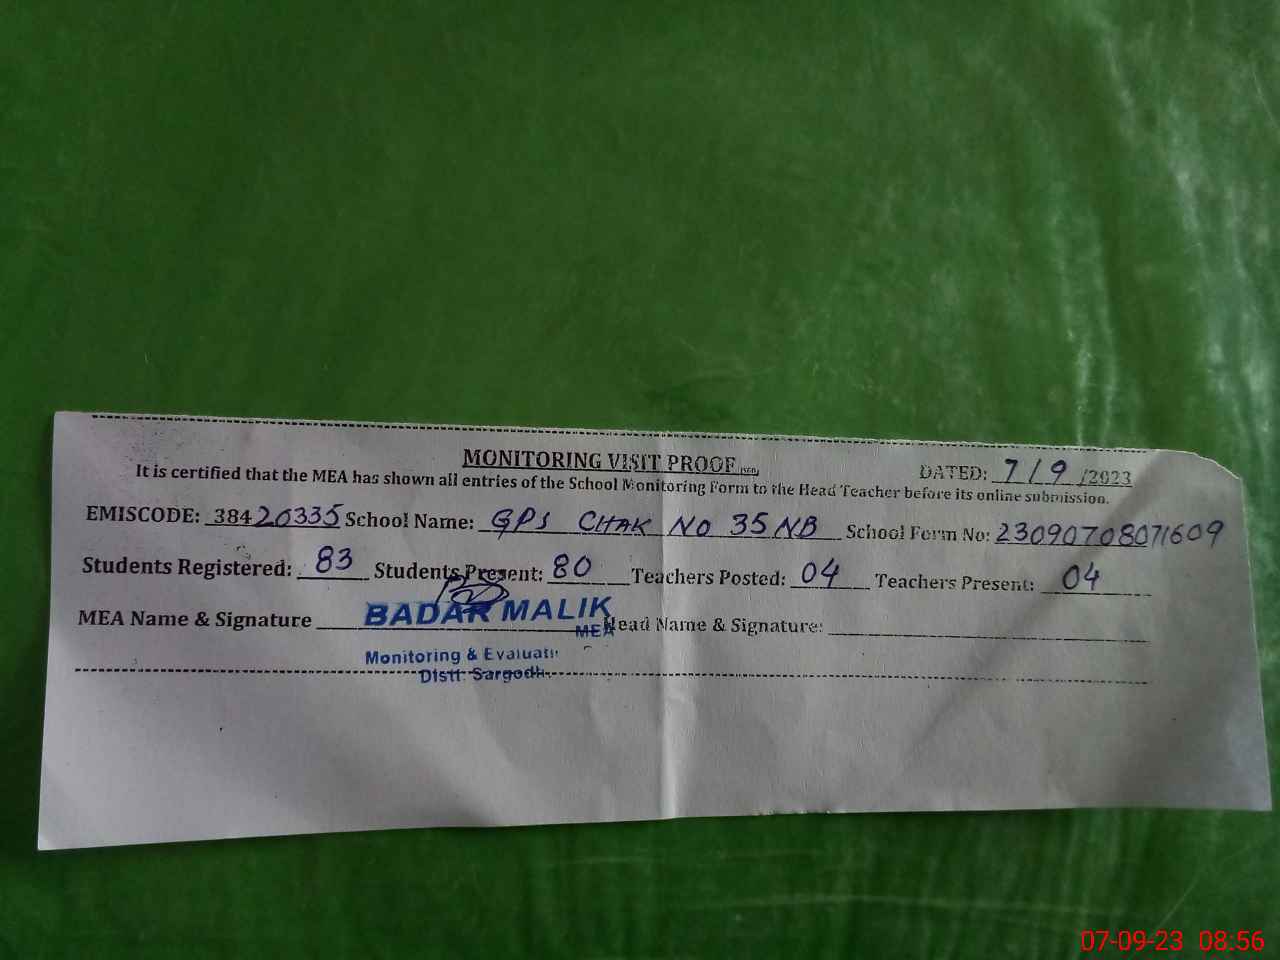 MONITORING VISIT PROOF (SED)
DATED: 7/9/2023
It is certified that the MEA has shown all entries of the School Monitoring Form to the Head Teacher before its online submission.
EMISCODE: 38420335 School Name: GPS CHAK NO 35 NB School Form No: 23090708071609
Students Registered: 83 Students Present: 80 Teachers Posted: 04 Teachers Present: 04
MEA Name & Signature BADAR MALIK Head Name & Signature:
MEA
Monitoring & Evaluati
Distt: Sargodh
07-09-23 08:56